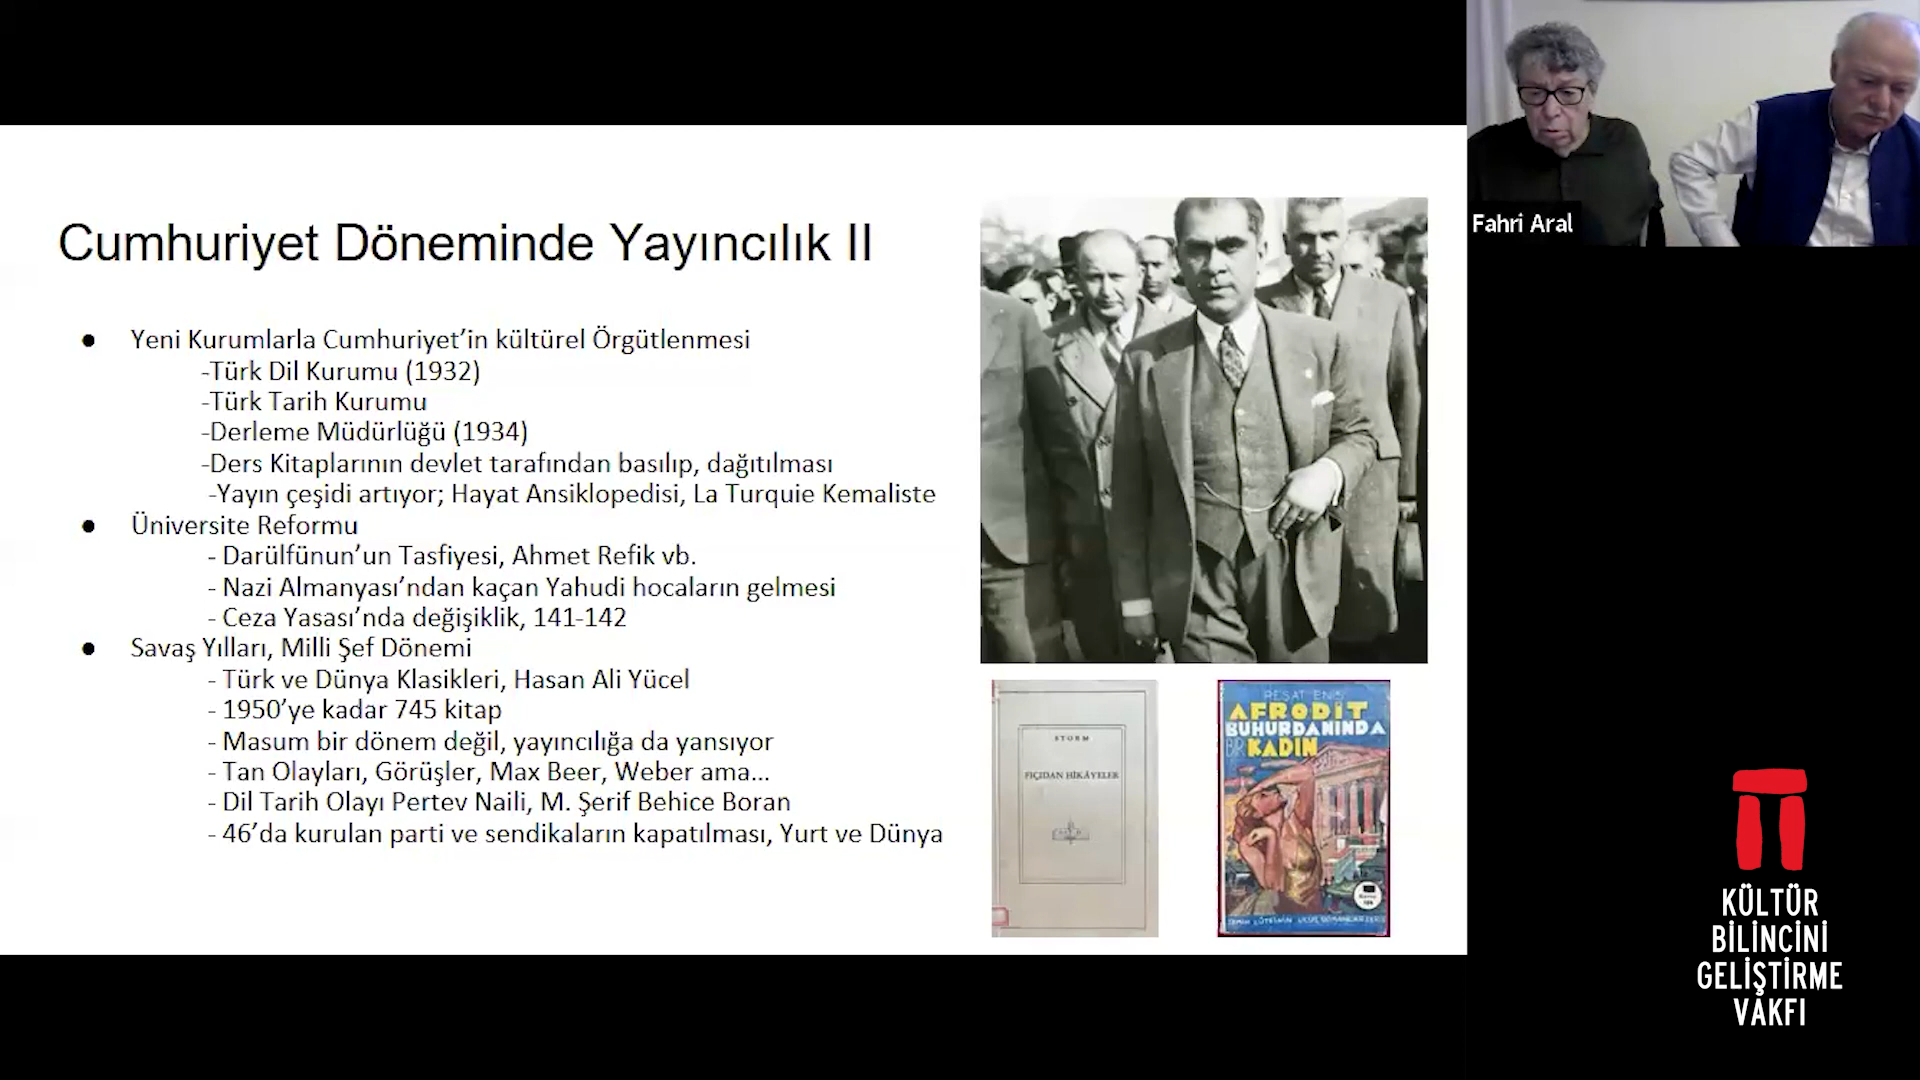 Cumhuriyet Döneminde Yayıncılık II
● Yeni Kurumlarla Cumhuriyet’in kültürel Örgütlenmesi
-Türk Dil Kurumu (1932)
-Türk Tarih Kurumu
-Derleme Müdürlüğü (1934)
-Ders Kitaplarının devlet tarafından basılıp, dağıtılması
-Yayın çeşidi artıyor; Hayat Ansiklopedisi, La Turquie Kemaliste
● Üniversite Reformu
- Darülfünun’un Tasfiyesi, Ahmet Refik vb.
- Nazi Almanyası’ndan kaçan Yahudi hocaların gelmesi
- Ceza Yasası’nda değişiklik, 141-142
● Savaş Yılları, Milli Şef Dönemi
- Türk ve Dünya Klasikleri, Hasan Ali Yücel
- 1950’ye kadar 745 kitap
- Masum bir dönem değil, yayıncılığa da yansıyor
- Tan Olayları, Görüşler, Max Beer, Weber ama...
- Dil Tarih Olayı Pertev Naili, M. Şerif Behice Boran
- 46’da kurulan parti ve sendikaların kapatılması, Yurt ve Dünya
STORM
FIÇIDAN HİKÂYELER
REŞAT ENİS
AFRODİT
BUHURDANINDA
BİR KADIN
Fahri Aral
KÜLTÜR
BİLİNCİNİ
GELİŞTİRME
VAKFI